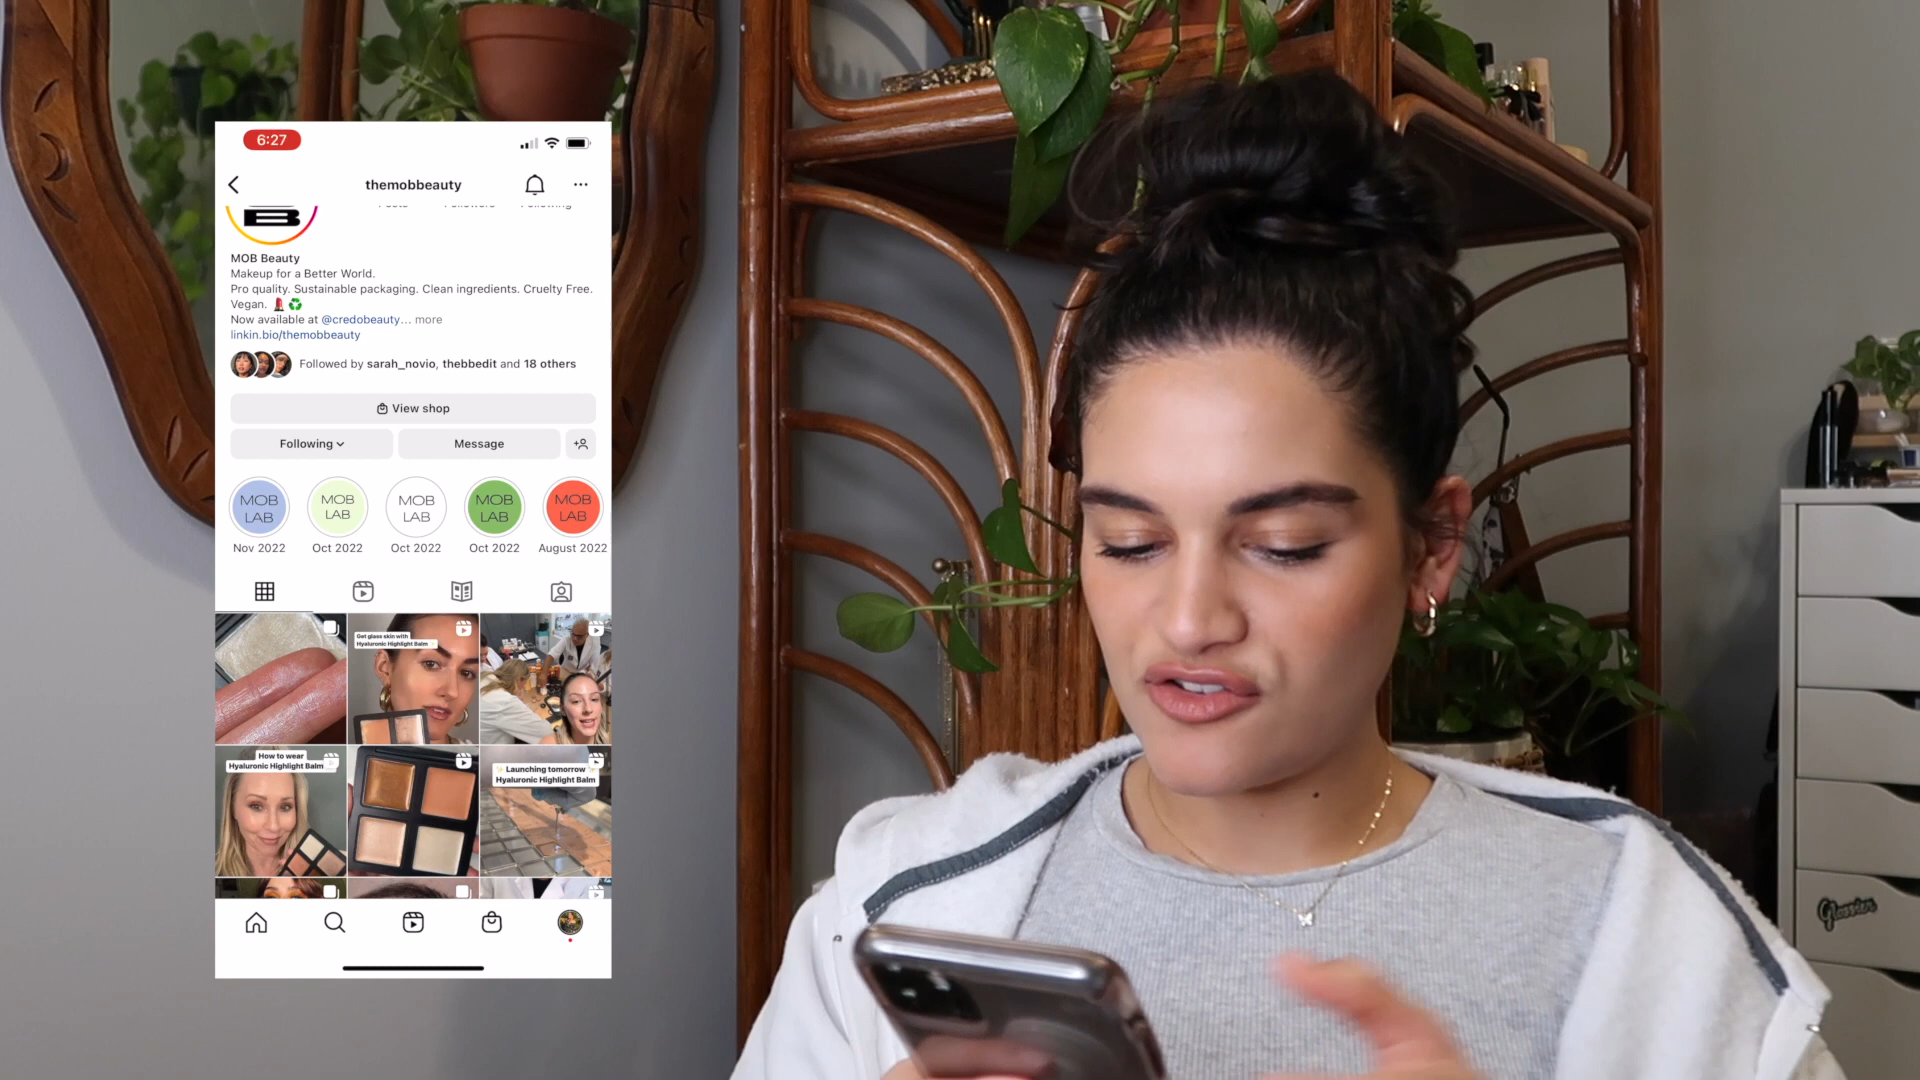 6:27
themobbeauty
B
MOB Beauty
Makeup for a Better World.
Pro quality. Sustainable packaging. Clean ingredients. Cruelty Free.
Vegan.
Now available at @credobeauty... more
linkin.bio/themobbeauty
Followed by sarah_novio, thebbedit and 18 others
View shop
Following
Message
MOB
LAB
MOB
LAB
MOB
LAB
MOB
LAB
MOB
LAB
Nov 2022
Oct 2022
Oct 2022
Oct 2022
August 2022
Get glass skin with
Hyaluronic Highlight Balm
How to wear
Hyaluronic Highlight Balm
Launching tomorrow
Hyaluronic Highlight Balm
Glossier